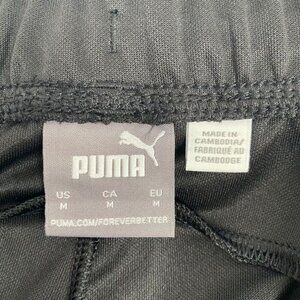 PUMA
US CA EU
M M M
PUMA.COM/FOREVERBETTER
MADE IN
CAMBODIA/
FABRIQUÉ AU
CAMBODGE